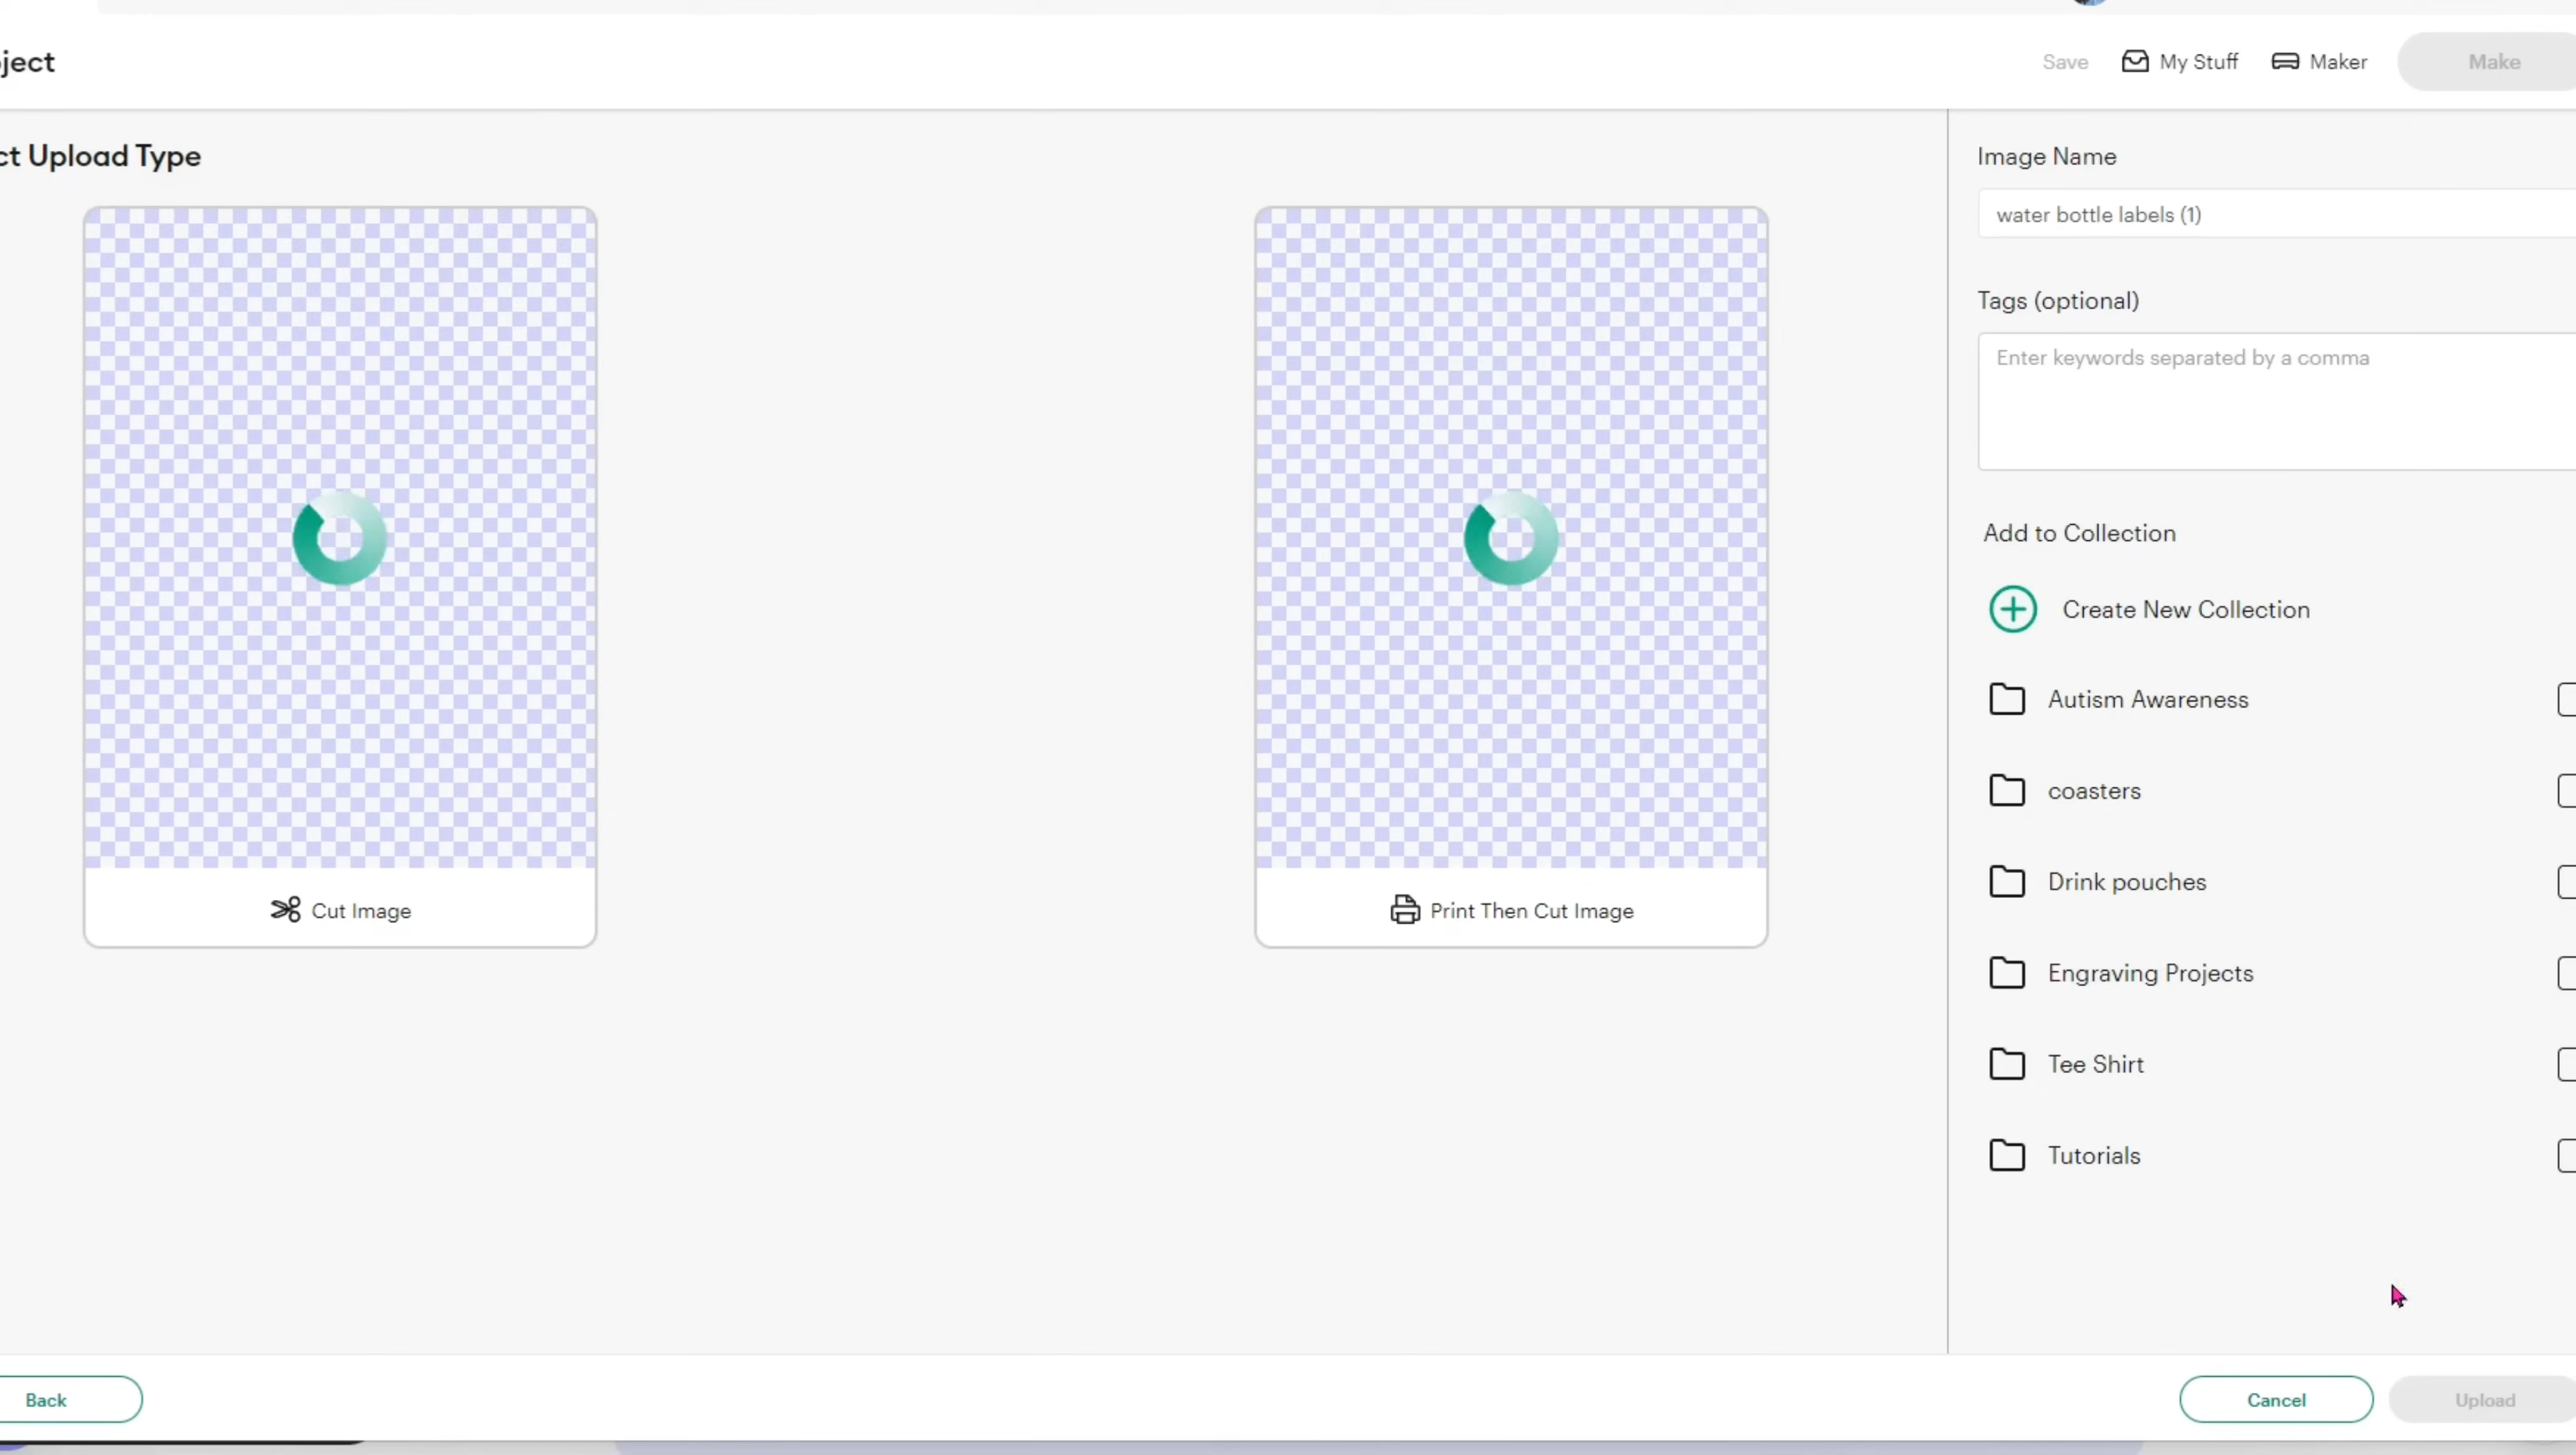 ject
Save
My Stuff
Maker
Make
ct Upload Type
Cut Image
Print Then Cut Image
Image Name
water bottle labels (1)
Tags (optional)
Enter keywords separated by a comma
Add to Collection
Create New Collection
Autism Awareness
coasters
Drink pouches
Engraving Projects
Tee Shirt
Tutorials
Back
Cancel
Upload